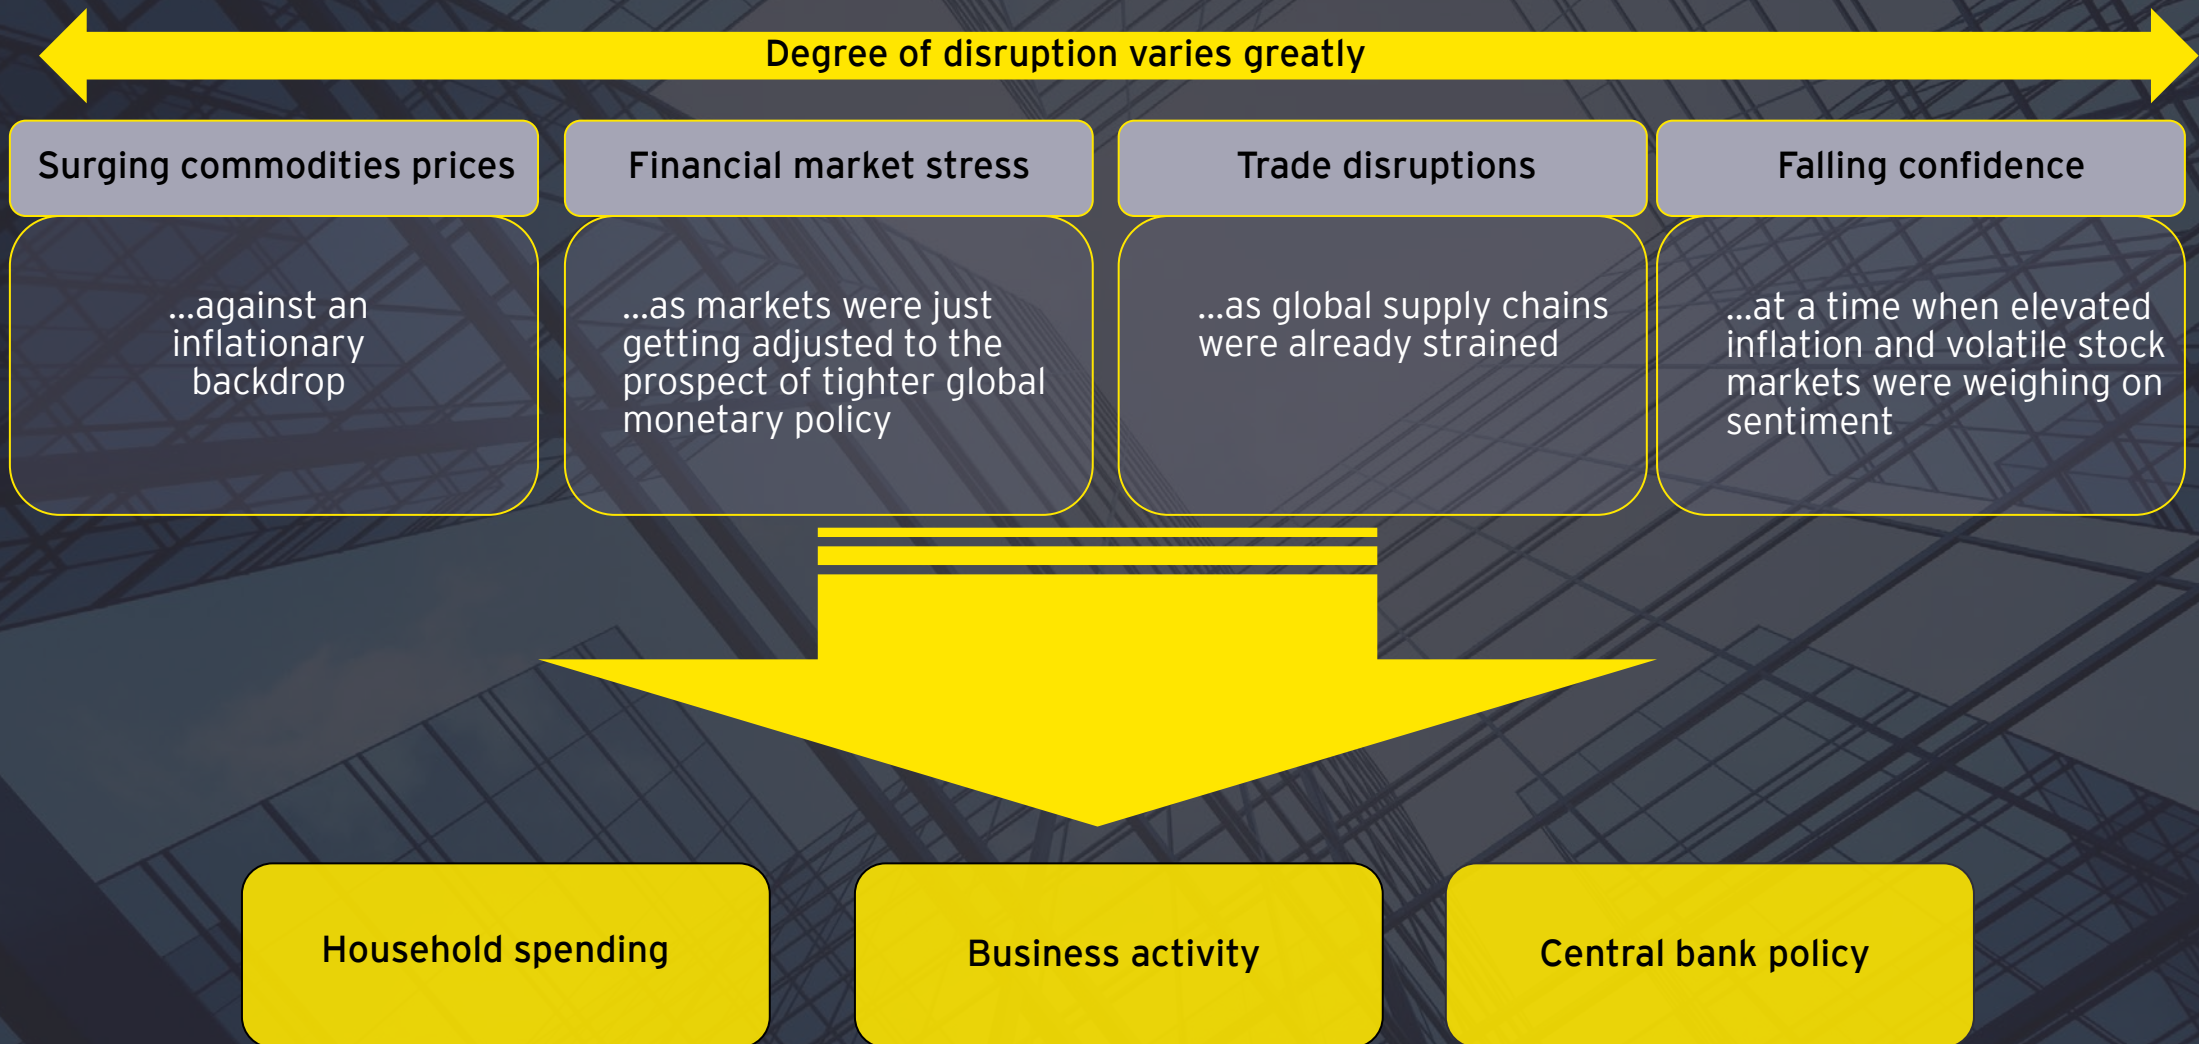 Degree of disruption varies greatly
Surging commodities prices
...against an
inflationary
backdrop
Financial market stress
...as markets were just
getting adjusted to the
prospect of tighter global
monetary policy
Trade disruptions
...as global supply chains
were already strained
Falling confidence
...at a time when elevated
inflation and volatile stock
markets were weighing on
sentiment
Household spending
Business activity
Central bank policy